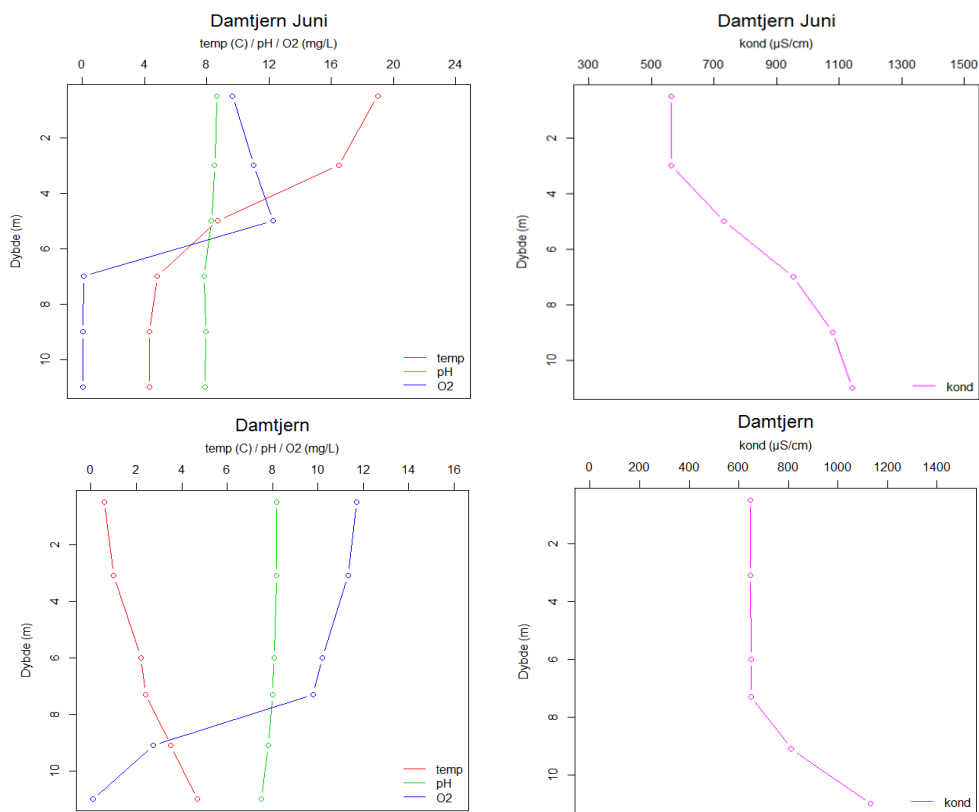 Damtjern Juni
temp (C) / pH / O2 (mg/L)
0 4 8 12 16 20 24
Dybde (m)
2
4
6
8
10
temp
pH
O2
Damtjern Juni
kond (µS/cm)
300 500 700 900 1100 1300 1500
Dybde (m)
2
4
6
8
10
kond
Damtjern
temp (C) / pH / O2 (mg/L)
0 2 4 6 8 10 12 14 16
Dybde (m)
2
4
6
8
10
temp
pH
O2
Damtjern
kond (µS/cm)
0 200 400 600 800 1000 1200 1400
Dybde (m)
2
4
6
8
10
kond